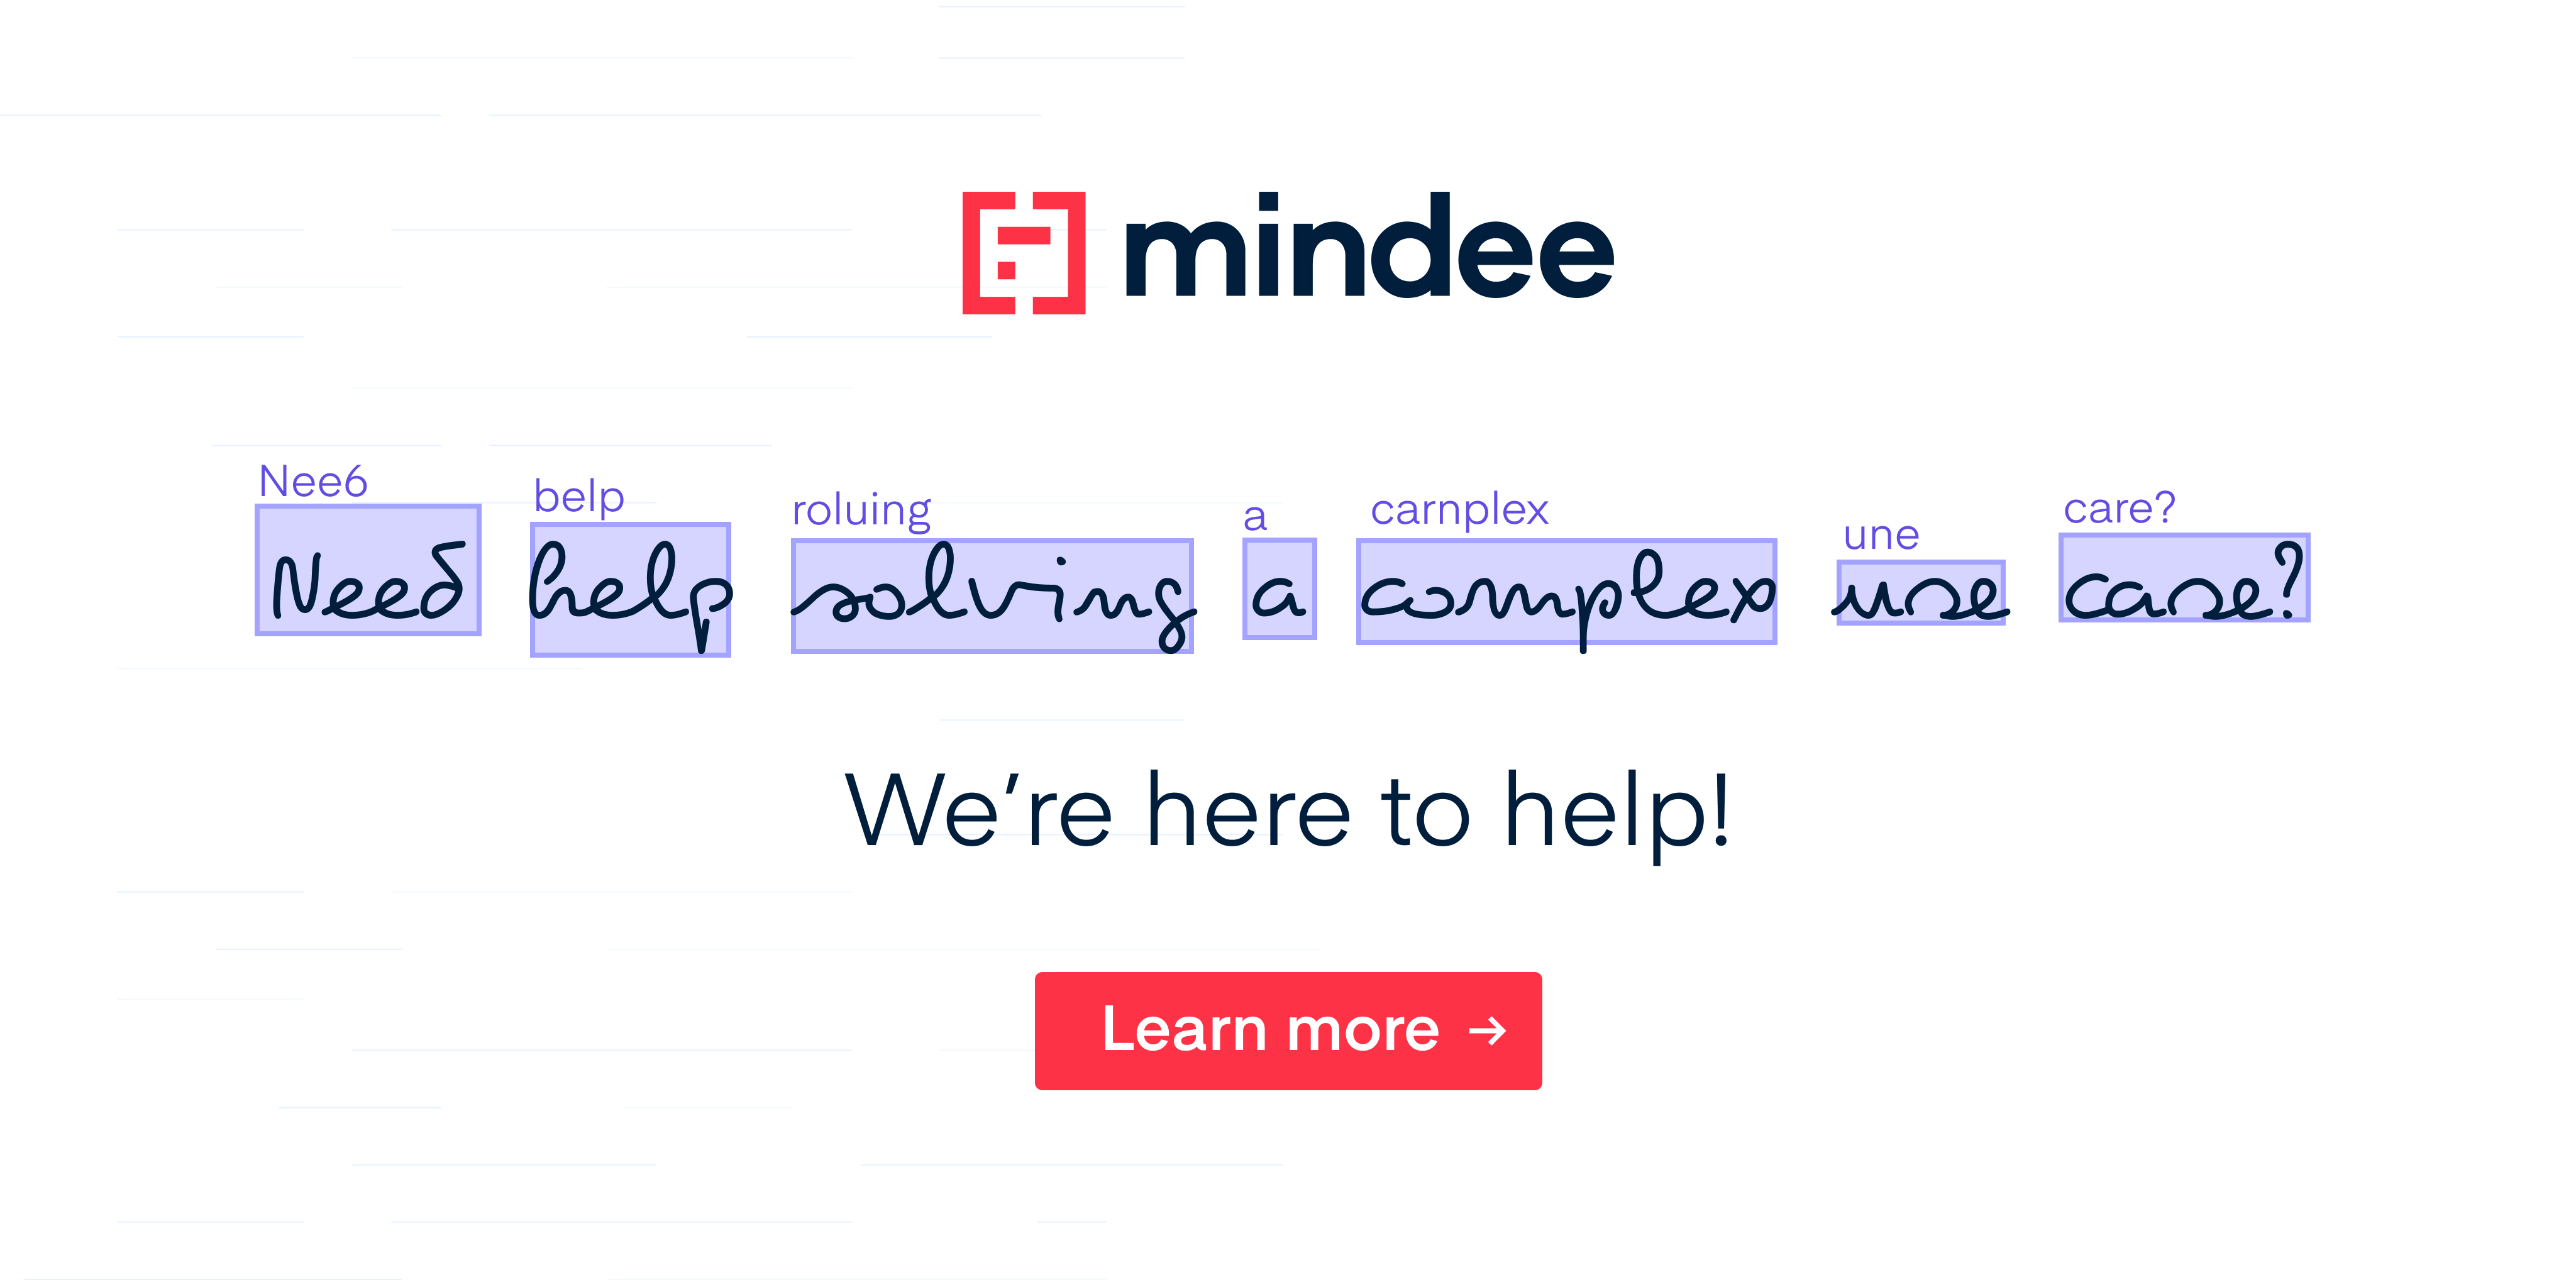 mindee
Nee6 belp roluing a carnplex une care?
Need help solving a complex use case?
We’re here to help!
Learn more →